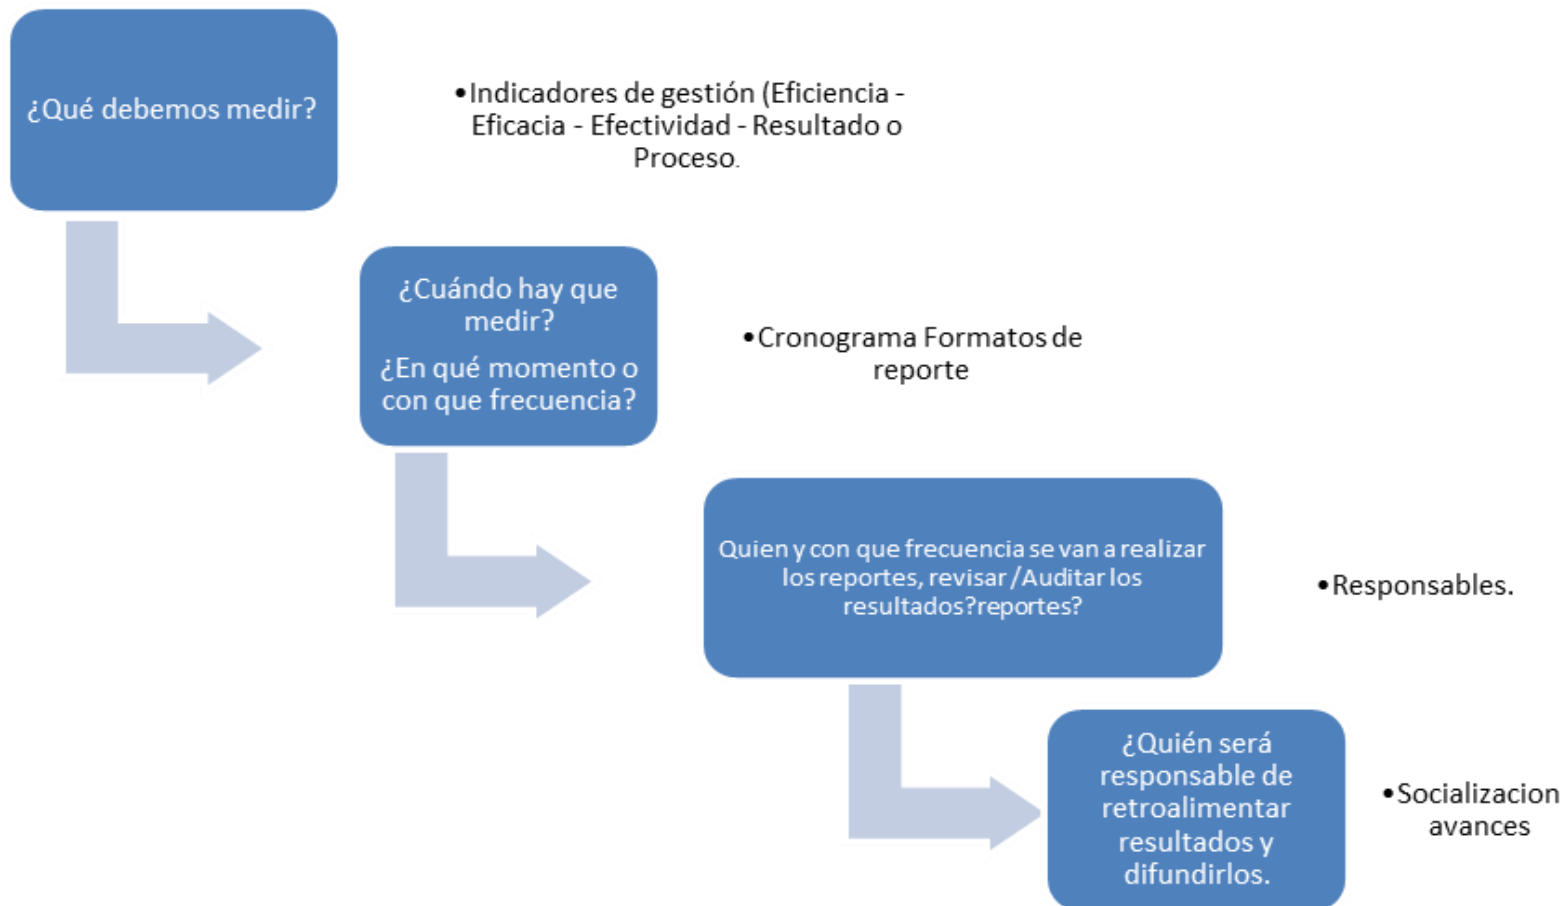 ¿Qué debemos medir?
•Indicadores de gestión (Eficiencia -
Eficacia - Efectividad - Resultado o
Proceso.
¿Cuándo hay que
medir?
¿En qué momento o
con que frecuencia?
•Cronograma Formatos de
reporte
Quien y con que frecuencia se van a realizar
los reportes, revisar /Auditar los
resultados?reportes?
•Responsables.
¿Quién será
responsable de
retroalimentar
resultados y
difundirlos.
•Socializacion
avances